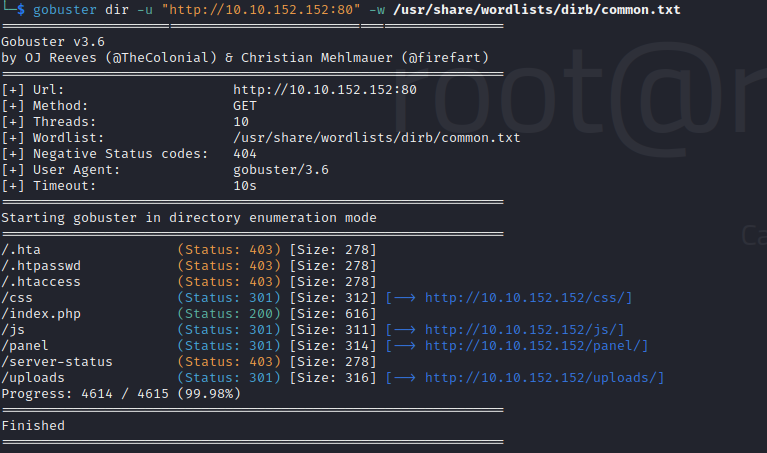 └─$ gobuster dir -u "http://10.10.152.152:80" -w /usr/share/wordlists/dirb/common.txt
===============================================================
Gobuster v3.6
by OJ Reeves (@TheColonial) & Christian Mehlmauer (@firefart)
===============================================================
[+] Url:                     http://10.10.152.152:80
[+] Method:                  GET
[+] Threads:                 10
[+] Wordlist:                /usr/share/wordlists/dirb/common.txt
[+] Negative Status codes:   404
[+] User Agent:              gobuster/3.6
[+] Timeout:                 10s
===============================================================
Starting gobuster in directory enumeration mode
===============================================================
/.hta                 (Status: 403) [Size: 278]
/.htpasswd            (Status: 403) [Size: 278]
/.htaccess            (Status: 403) [Size: 278]
/css                  (Status: 301) [Size: 312] [--> http://10.10.152.152/css/]
/index.php            (Status: 200) [Size: 616]
/js                   (Status: 301) [Size: 311] [--> http://10.10.152.152/js/]
/panel                (Status: 301) [Size: 314] [--> http://10.10.152.152/panel/]
/server-status        (Status: 403) [Size: 278]
/uploads              (Status: 301) [Size: 316] [--> http://10.10.152.152/uploads/]
Progress: 4614 / 4615 (99.98%)
===============================================================
Finished
===============================================================
root@r
Ca